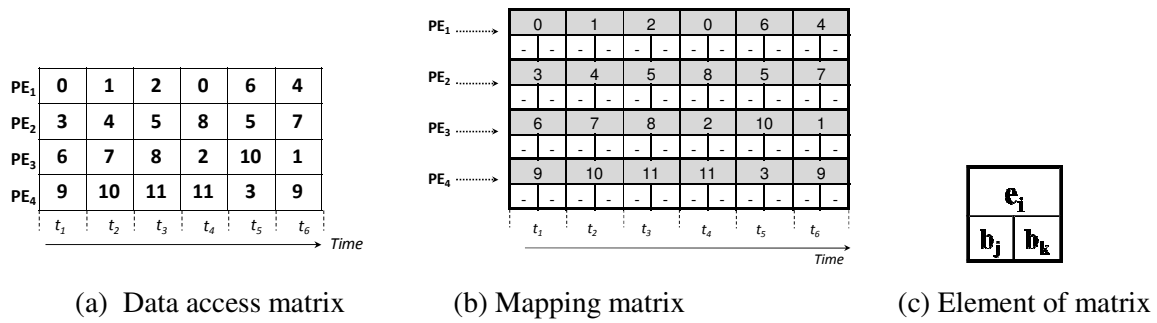 PE1 0 1 2 0 6 4
PE2 3 4 5 8 5 7
PE3 6 7 8 2 10 1
PE4 9 10 11 11 3 9
t1 t2 t3 t4 t5 t6
Time
(a) Data access matrix
PE1 0 1 2 0 6 4
- - - - - - - - - - - -
PE2 3 4 5 8 5 7
- - - - - - - - - - - -
PE3 6 7 8 2 10 1
- - - - - - - - - - - -
PE4 9 10 11 11 3 9
- - - - - - - - - - - -
t1 t2 t3 t4 t5 t6
Time
(b) Mapping matrix
ei
bj bk
(c) Element of matrix